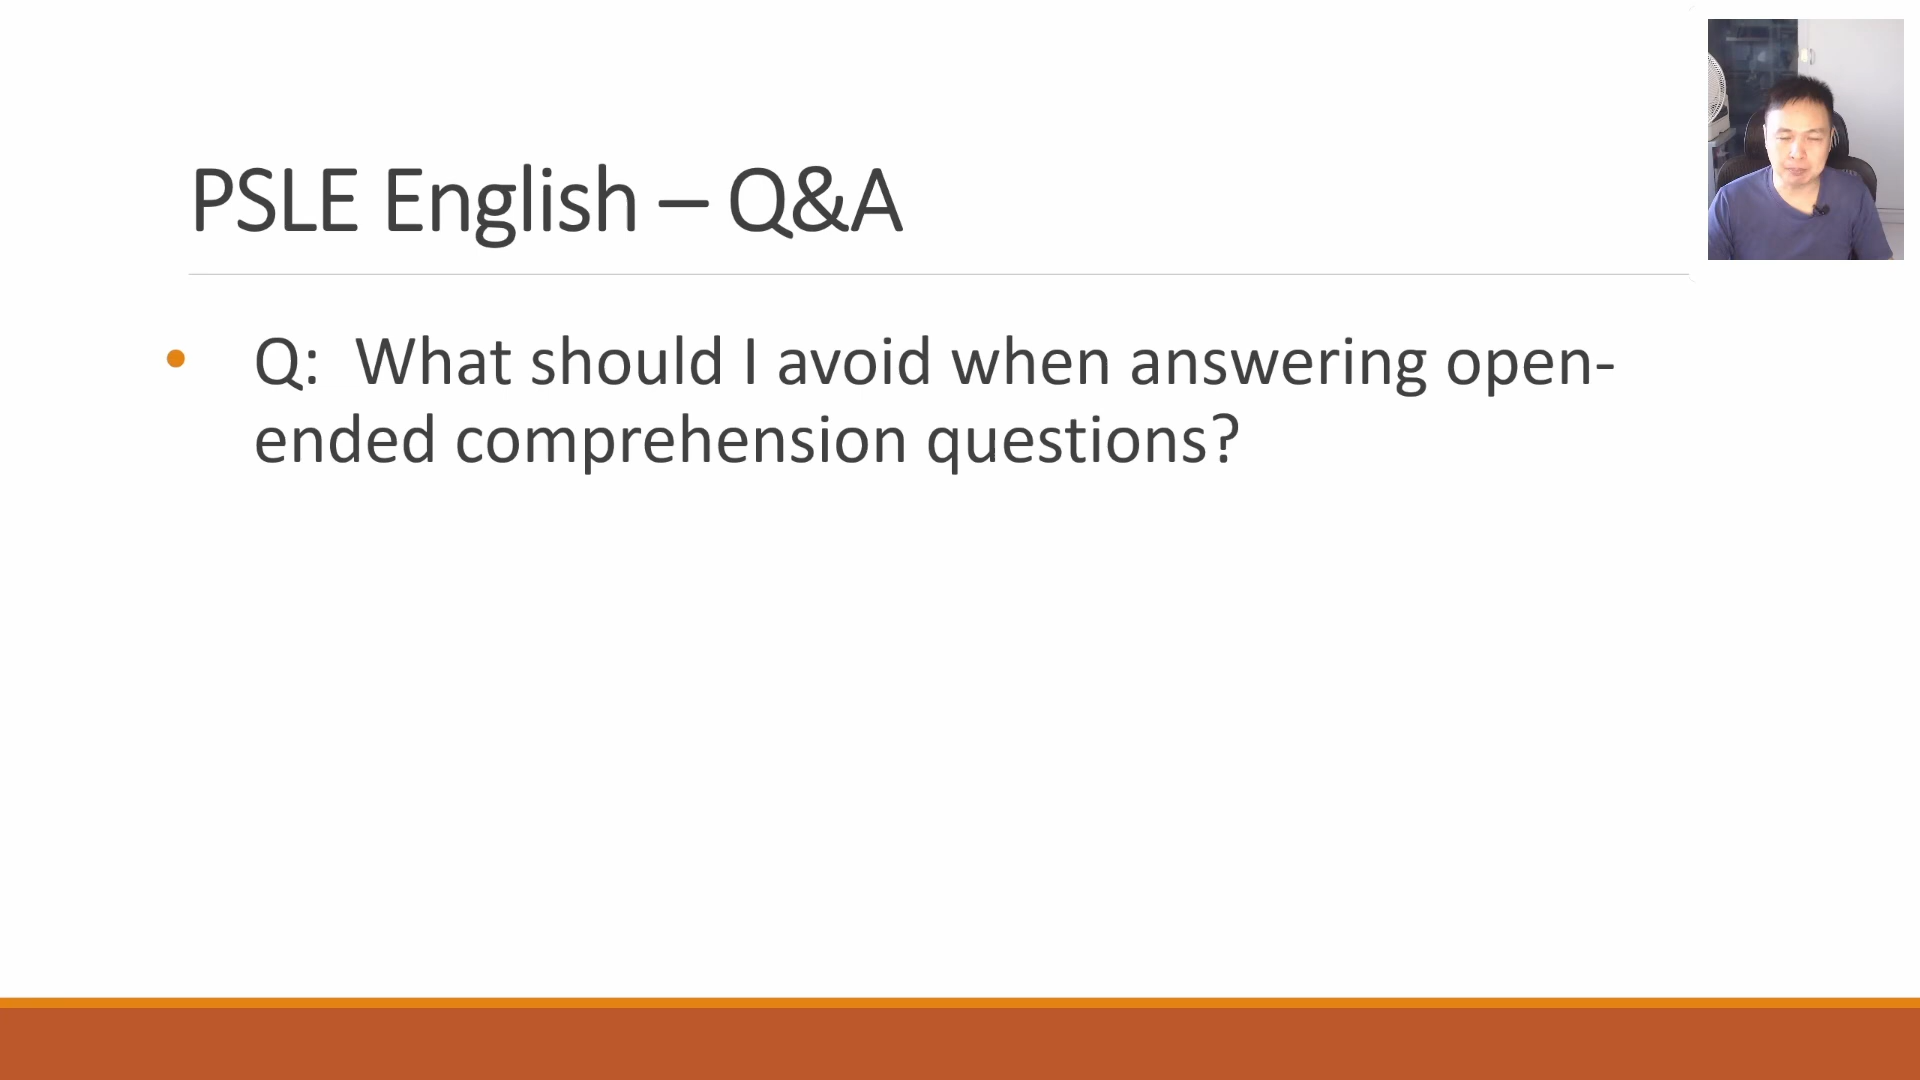 PSLE English – Q&A
• Q: What should I avoid when answering open-
ended comprehension questions?